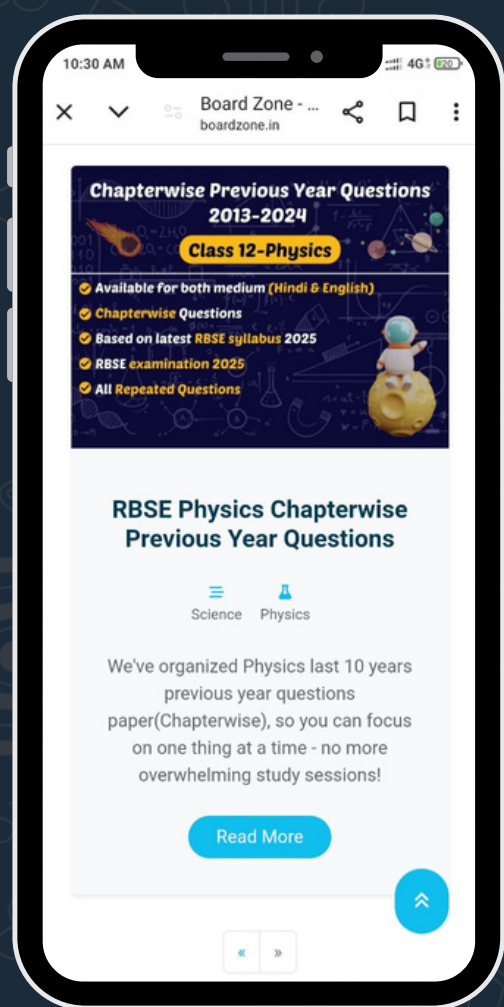 10:30 AM
4G
20
Board Zone - ...
boardzone.in
Chapterwise Previous Year Questions
2013-2024
Class 12-Physics
Available for both medium (Hindi & English)
Chapterwise Questions
Based on latest RBSE syllabus 2025
RBSE examination 2025
All Repeated Questions
RBSE Physics Chapterwise
Previous Year Questions
Science Physics
We've organized Physics last 10 years
previous year questions
paper(Chapterwise), so you can focus
on one thing at a time - no more
overwhelming study sessions!
Read More
« »